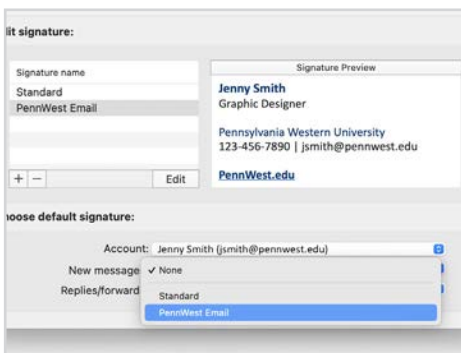 lit signature:
Signature name
Standard
PennWest Email
+ − Edit
Signature Preview
Jenny Smith
Graphic Designer
Pennsylvania Western University
123-456-7890 | jsmith@pennwest.edu
PennWest.edu
hoose default signature:
Account: Jenny Smith (jsmith@pennwest.edu)
New message ✓ None
Replies/forward
Standard
PennWest Email